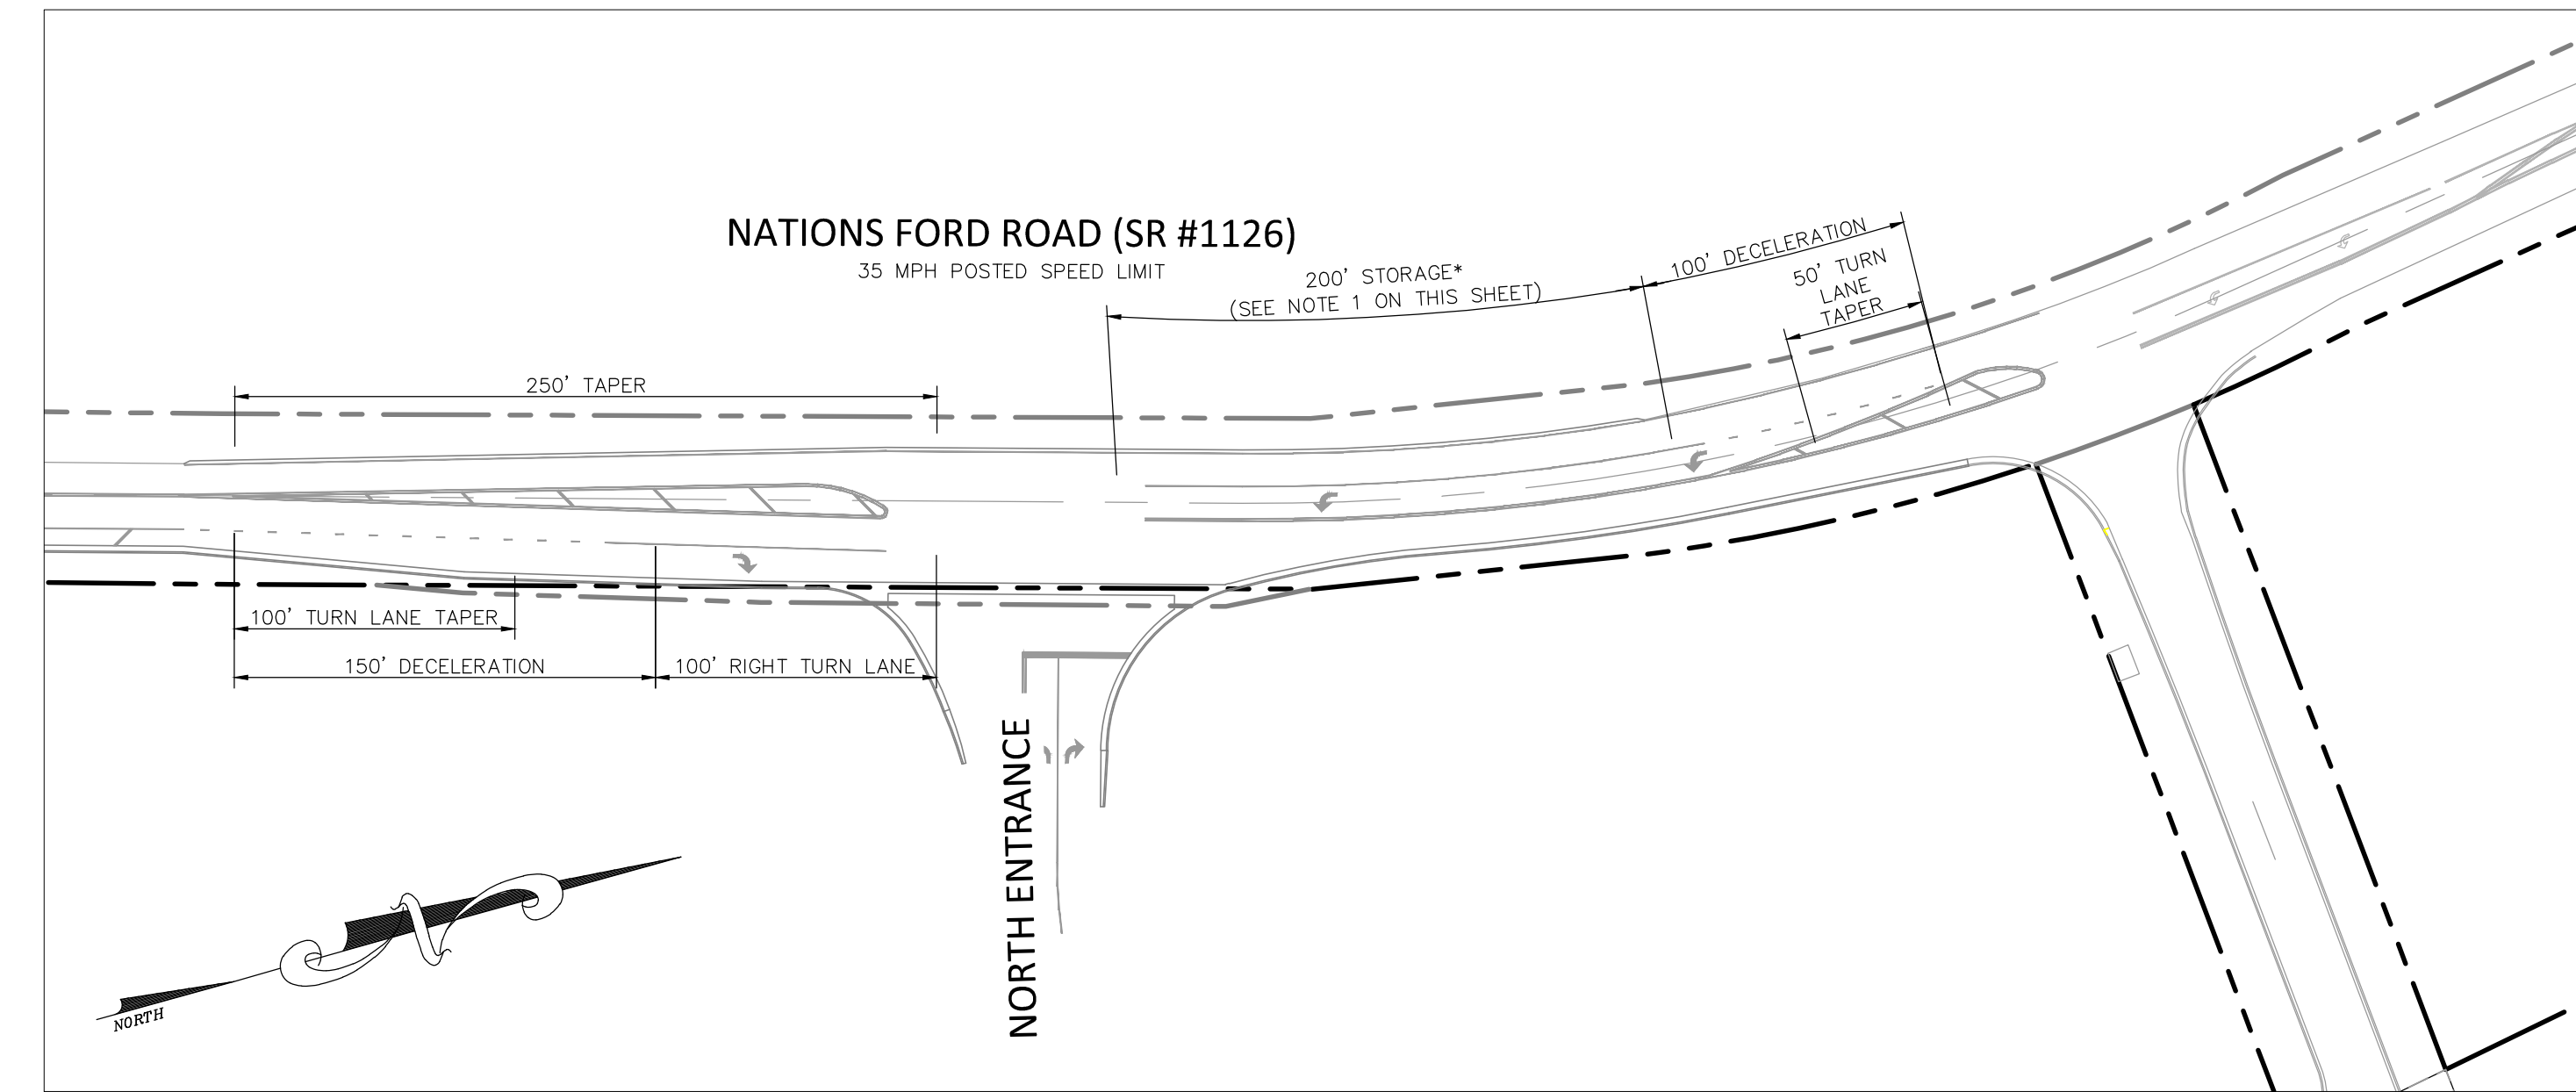 NATIONS FORD ROAD (SR #1126)
35 MPH POSTED SPEED LIMIT
200' STORAGE*
(SEE NOTE 1 ON THIS SHEET)
100' DECELERATION
50' TURN
LANE
TAPER
250' TAPER
100' TURN LANE TAPER
150' DECELERATION
100' RIGHT TURN LANE
NORTH ENTRANCE
N
NORTH